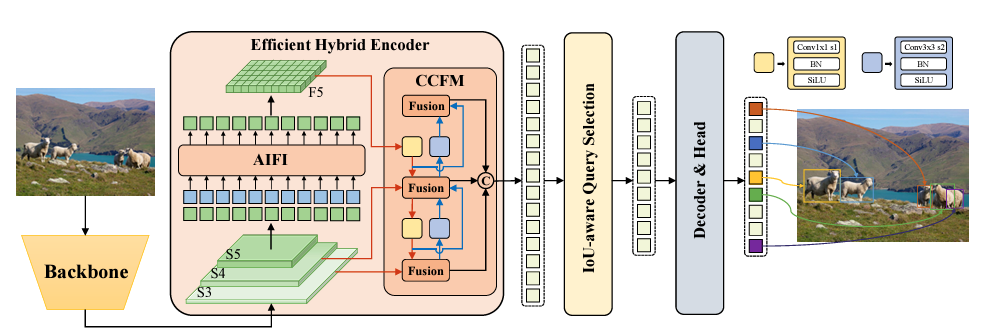 Efficient Hybrid Encoder
F5
AIFI
S5
S4
S3
CCFM
Fusion
Fusion
Fusion
C
Backbone
IoU-aware Query Selection
Decoder & Head
Conv1x1 s1
BN
SiLU
Conv3x3 s2
BN
SiLU